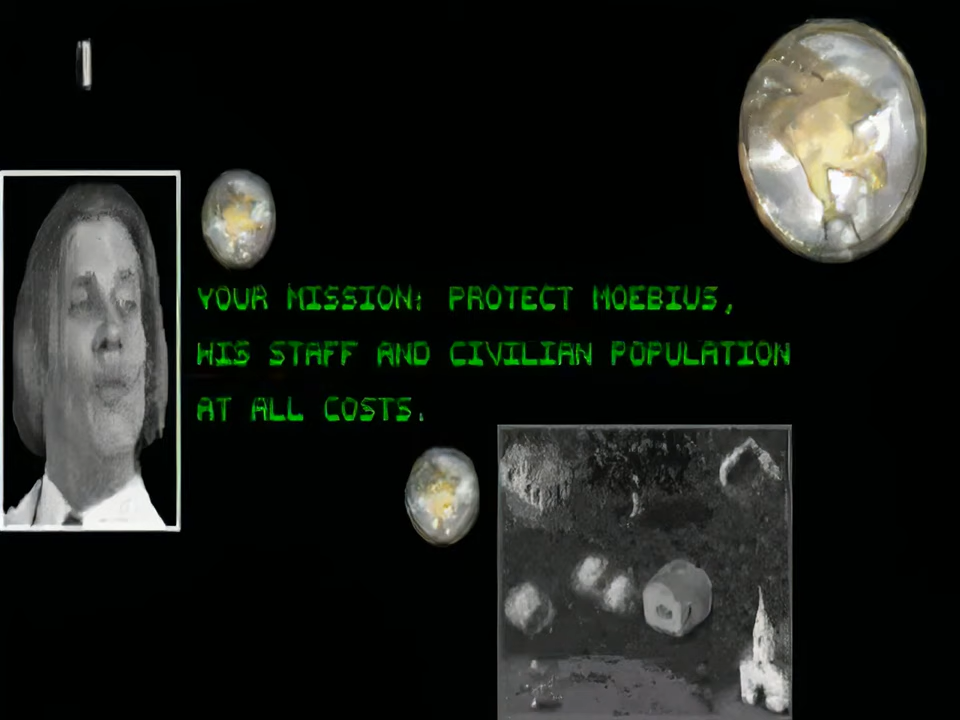 YOUR MISSION: PROTECT MOEBIUS,
HIS STAFF AND CIVILIAN POPULATION
AT ALL COSTS.